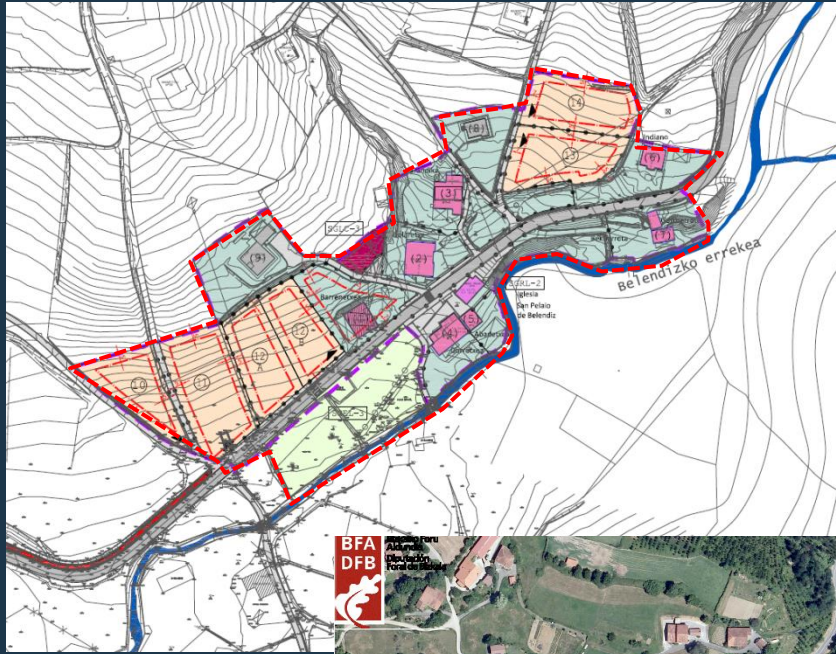 14
(8)
13
Indiano
(6)
(3)
SGLC-3
(2)
(7)
(9)
Belendizko errekea
SGRL-2
Iglesia
San Pelaio
de Belendiz
Barrenetxea
(5)
(4)
12
B
12
A
11
10
BFA
DFB
Bizkaiko Foru
Aldundia
Diputación
Foral de Bizkaia